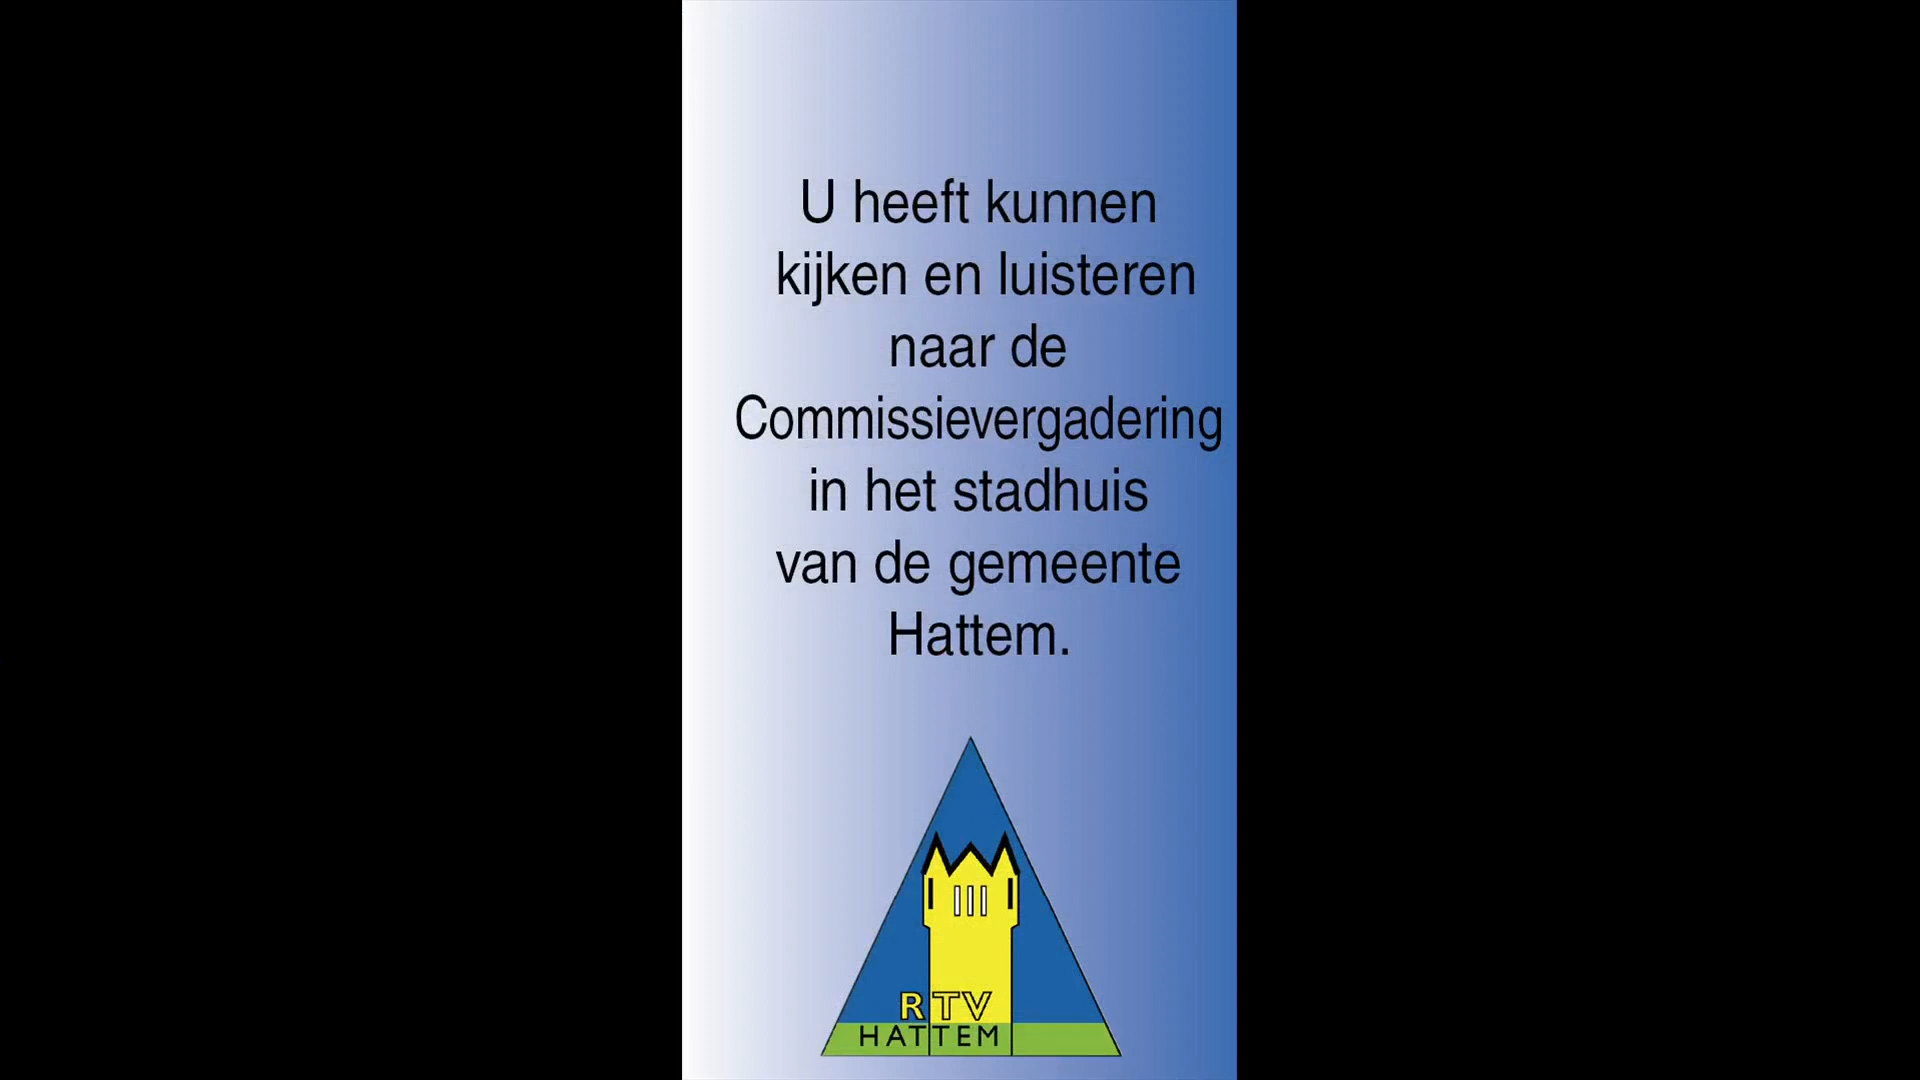 U heeft kunnen
kijken en luisteren
naar de
Commissievergadering
in het stadhuis
van de gemeente
Hattem.
RTV
HATTEM